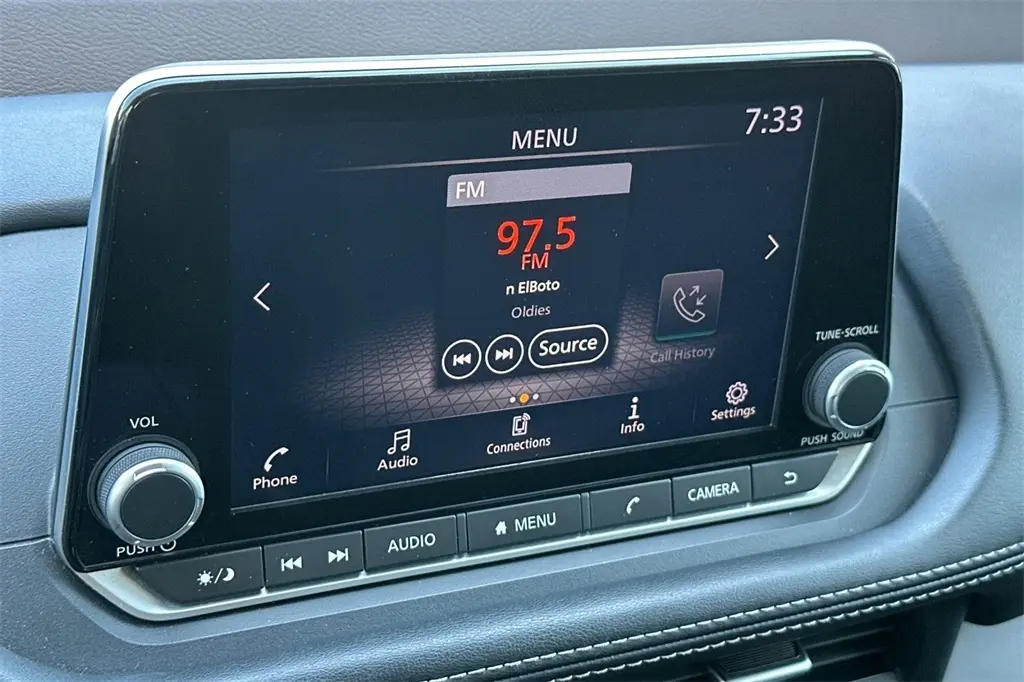 7:33
MENU
FM
97.5
FM
n ElBoto
Oldies
Source
Call History
Phone
Audio
Connections
Info
Settings
VOL
PUSH
TUNE·SCROLL
PUSH SOUND
AUDIO
MENU
CAMERA